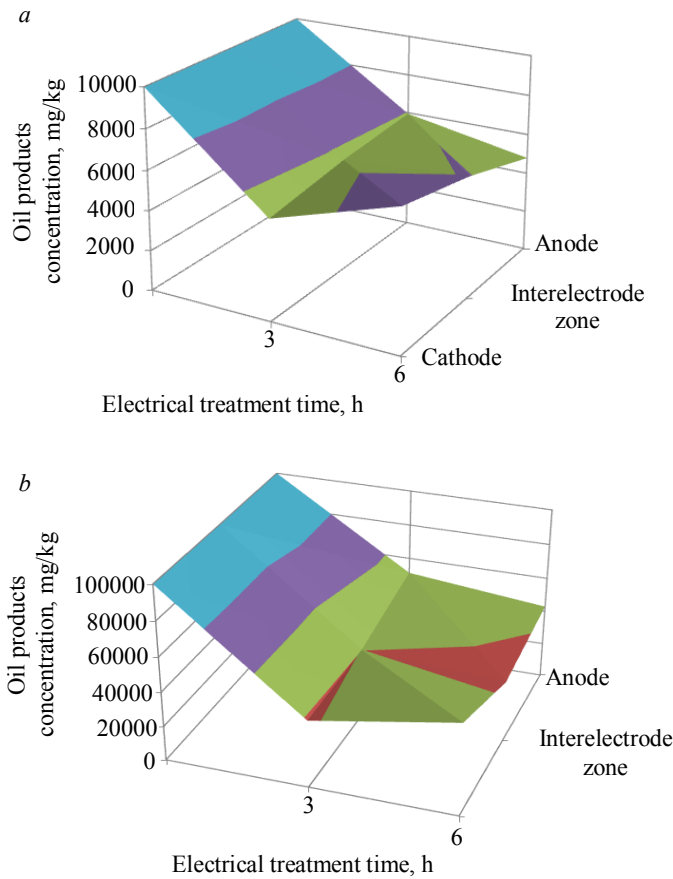 a
Oil products
concentration, mg/kg
10000
8000
6000
4000
2000
0
3
6
Cathode
Interelectrode
zone
Anode
Electrical treatment time, h
b
Oil products
concentration, mg/kg
100000
80000
60000
40000
20000
0
3
6
Anode
Interelectrode
zone
Electrical treatment time, h